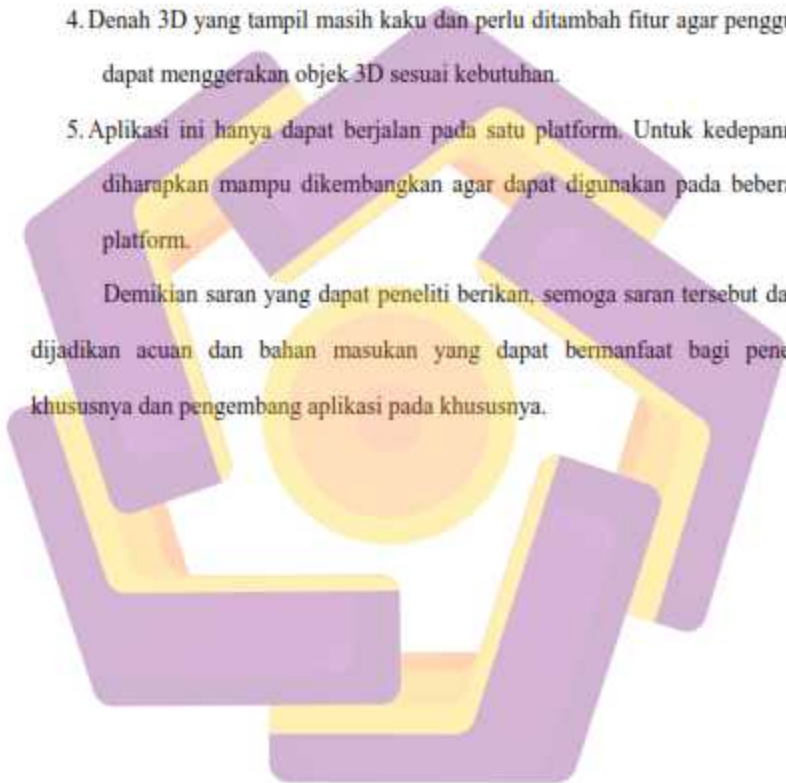 4. Denah 3D yang tampil masih kaku dan perlu ditambah fitur agar penggu
dapat menggerakan objek 3D sesuai kebutuhan.
5. Aplikasi ini hanya dapat berjalan pada satu platform. Untuk kedepann
diharapkan mampu dikembangkan agar dapat digunakan pada bebera
platform.
Demikian saran yang dapat peneliti berikan, semoga saran tersebut da
dijadikan acuan dan bahan masukan yang dapat bermanfaat bagi pene
khususnya dan pengembang aplikasi pada khususnya.